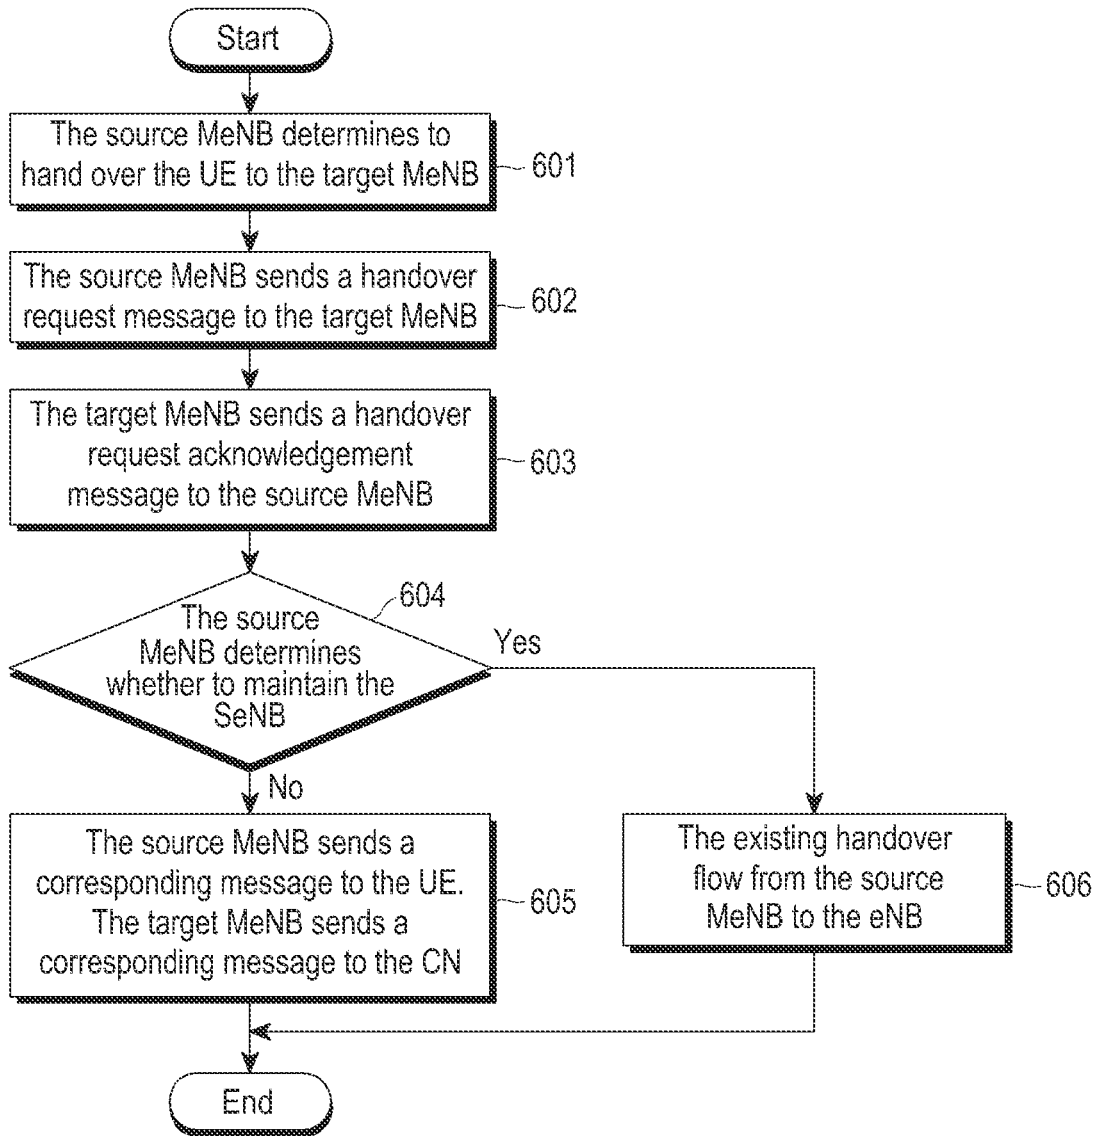 Start
The source MeNB determines to
hand over the UE to the target MeNB
601
The source MeNB sends a handover
request message to the target MeNB
602
The target MeNB sends a handover
request acknowledgement
message to the source MeNB
603
604
The source
MeNB determines
whether to maintain the
SeNB
Yes
No
The source MeNB sends a
corresponding message to the UE.
The target MeNB sends a
corresponding message to the CN
605
The existing handover
flow from the source
MeNB to the eNB
606
End